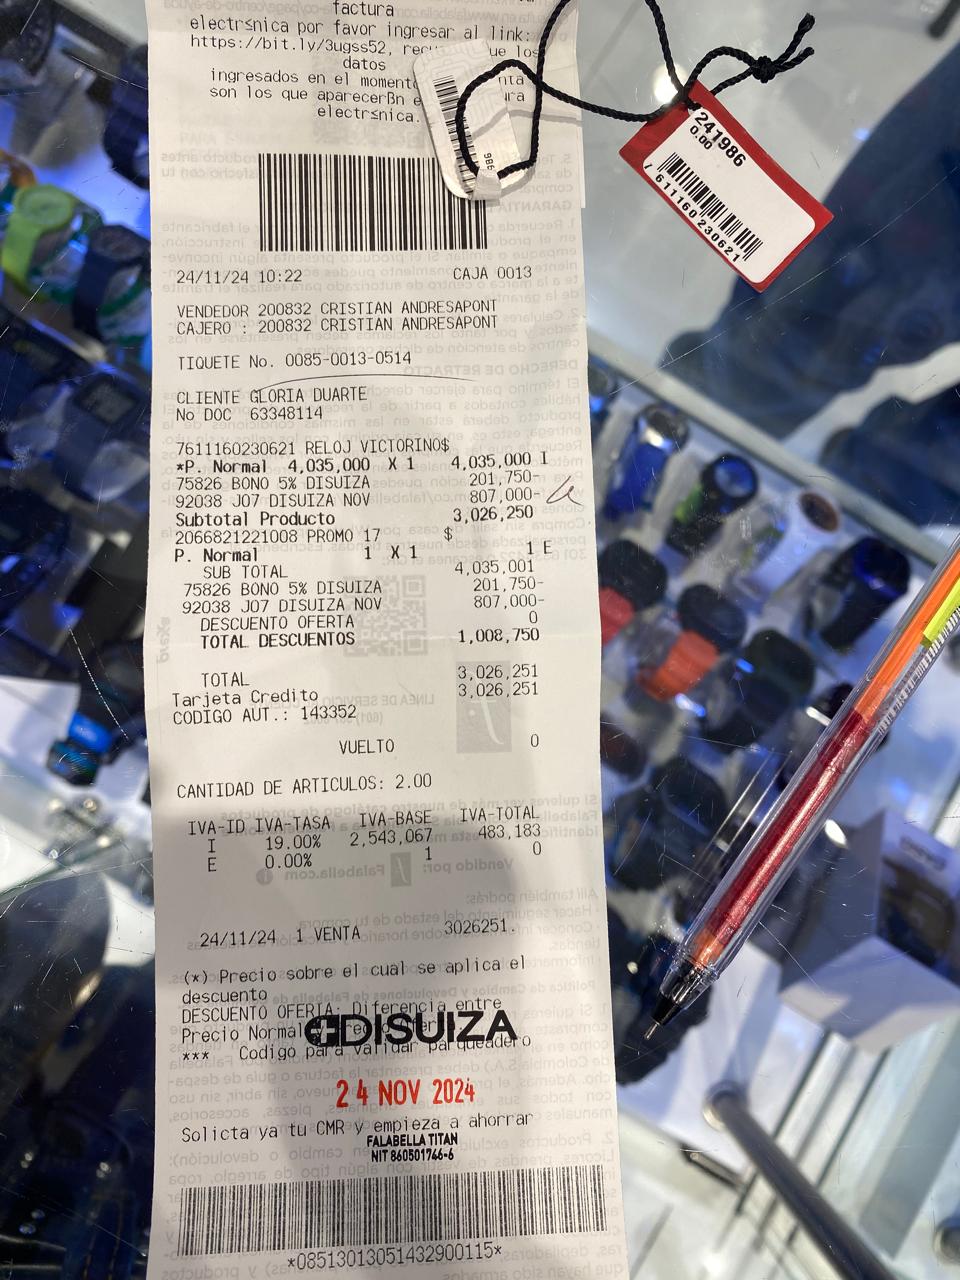 factura
electr≤nica por favor ingresar al link:
https://bit.ly/3ugss52, los
datos
ingresados en el
son los que aparecerßn
electr≤nica.
241986
0.00
7611160230621
986
24/11/24 10:22 CAJA 0013
VENDEDOR 200832 CRISTIAN ANDRESAPONT
CAJERO : 200832 CRISTIAN ANDRESAPONT
TIQUETE No. 0085-0013-0514
CLIENTE GLORIA DUARTE
No DOC 63348114
7611160230621 RELOJ VICTORINO$
*P. Normal 4,035,000 X 1 4,035,000 I
75826 BONO 5% DISUIZA 201,750-
92038 J07 DISUIZA NOV 807,000-
Subtotal Producto 3,026,250
2066821221008 PROMO 17 $
P. Normal 1 X 1 1 E
SUB TOTAL 4,035,001
75826 BONO 5% DISUIZA 201,750-
92038 J07 DISUIZA NOV 807,000-
DESCUENTO OFERTA 0
TOTAL DESCUENTOS 1,008,750
TOTAL 3,026,251
Tarjeta Credito 3,026,251
CODIGO AUT.: 143352
VUELTO 0
CANTIDAD DE ARTICULOS: 2.00
IVA-ID IVA-TASA IVA-BASE IVA-TOTAL
I 19.00% 2,543,067 483,183
E 0.00% 1 0
24/11/24 1 VENTA 3026251.
(*) Precio sobre el cual se aplica el
descuento
DESCUENTO OFERTA: Diferencia entre
Precio Normal y
DISUIZA
*** Codigo para validar parqueadero
24 NOV 2024
Solicta ya tu CMR y empieza a ahorrar
FALABELLA TITAN
NIT 860501746-6
*08513013051432900115*